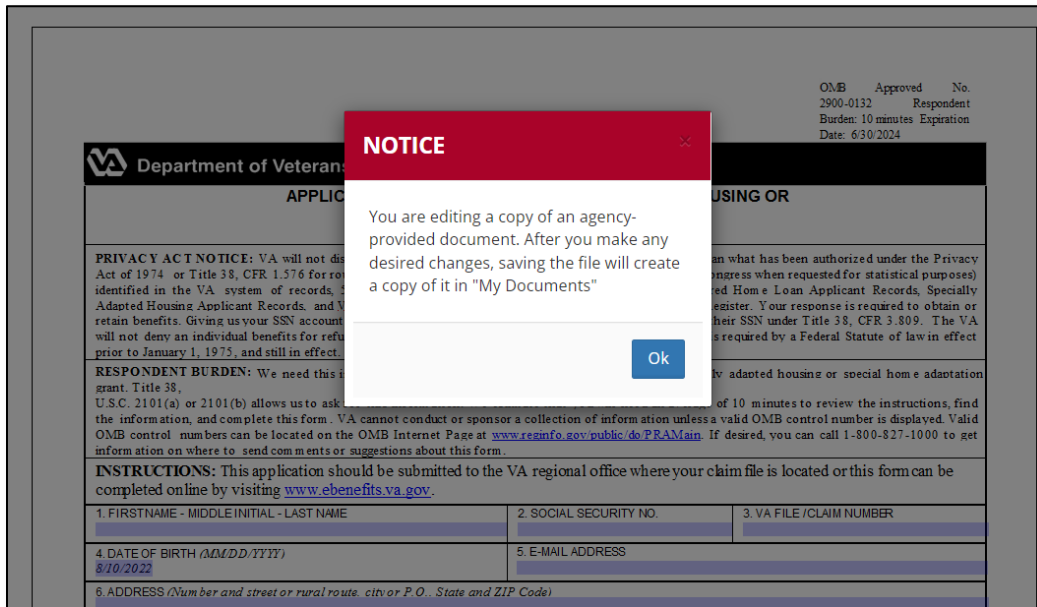 OMB Approved No.
2900-0132 Respondent
Burden: 10 minutes Expiration
Date: 6/30/2024
NOTICE ×
VA Department of Veteran
APPLIC USING OR
You are editing a copy of an agency-
provided document. After you make any
desired changes, saving the file will create
a copy of it in "My Documents"
Ok
PRIVACY ACT NOTICE: VA will not dis an what has been authorized under the Privacy
Act of 1974 or Title 38, CFR 1.576 for ro ongress when requested for statistical purposes)
identified in the VA system of records, red Home Loan Applicant Records, Specially
Adapted Housing Applicant Records, and V egister. Your response is required to obtain or
retain benefits. Giving us your SSN account heir SSN under Title 38, CFR 3.809. The VA
will not deny an individual benefits for refu s required by a Federal Statute of law in effect
prior to January 1, 1975, and still in effect.
RESPONDENT BURDEN: We need this i ly adapted housing or special home adaptation
grant. Title 38,
U.S.C. 2101(a) or 2101(b) allows us to ask of 10 minutes to review the instructions, find
the information, and complete this form. VA cannot conduct or sponsor a collection of information unless a valid OMB control number is displayed. Valid
OMB control numbers can be located on the OMB Internet Page at www.reginfo.gov/public/do/PRAMain. If desired, you can call 1-800-827-1000 to get
information on where to send comments or suggestions about this form.
INSTRUCTIONS: This application should be submitted to the VA regional office where your claim file is located or this form can be
completed online by visiting www.ebenefits.va.gov.
1. FIRST NAME - MIDDLE INITIAL - LAST NAME 2. SOCIAL SECURITY NO. 3. VA FILE /CLAIM NUMBER
4. DATE OF BIRTH (MM/DD/YYYY) 5. E-MAIL ADDRESS
8/10/2022
6. ADDRESS (Number and street or rural route, city or P.O., State and ZIP Code)